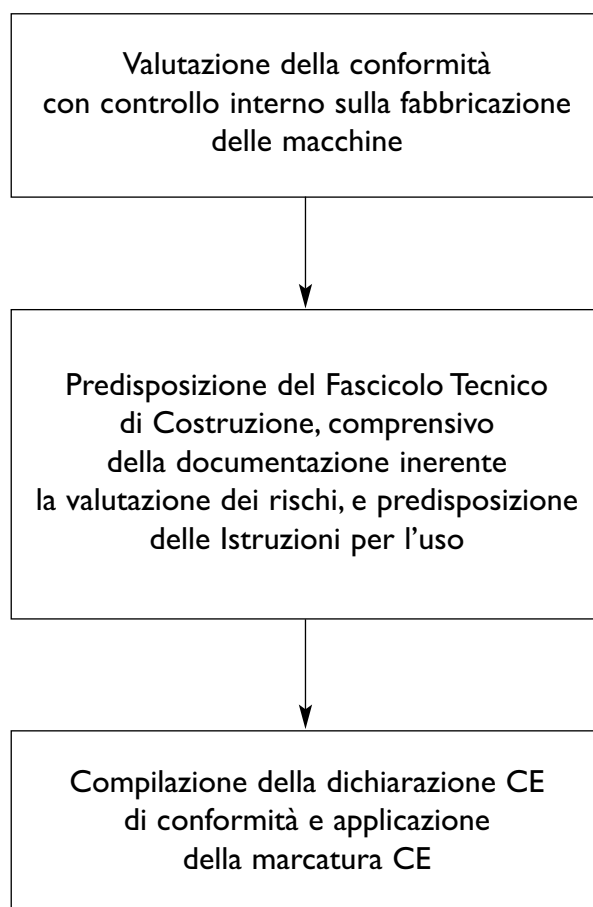 Valutazione della conformità
con controllo interno sulla fabbricazione
delle macchine
Predisposizione del Fascicolo Tecnico
di Costruzione, comprensivo
della documentazione inerente
la valutazione dei rischi, e predisposizione
delle Istruzioni per l’uso
Compilazione della dichiarazione CE
di conformità e applicazione
della marcatura CE